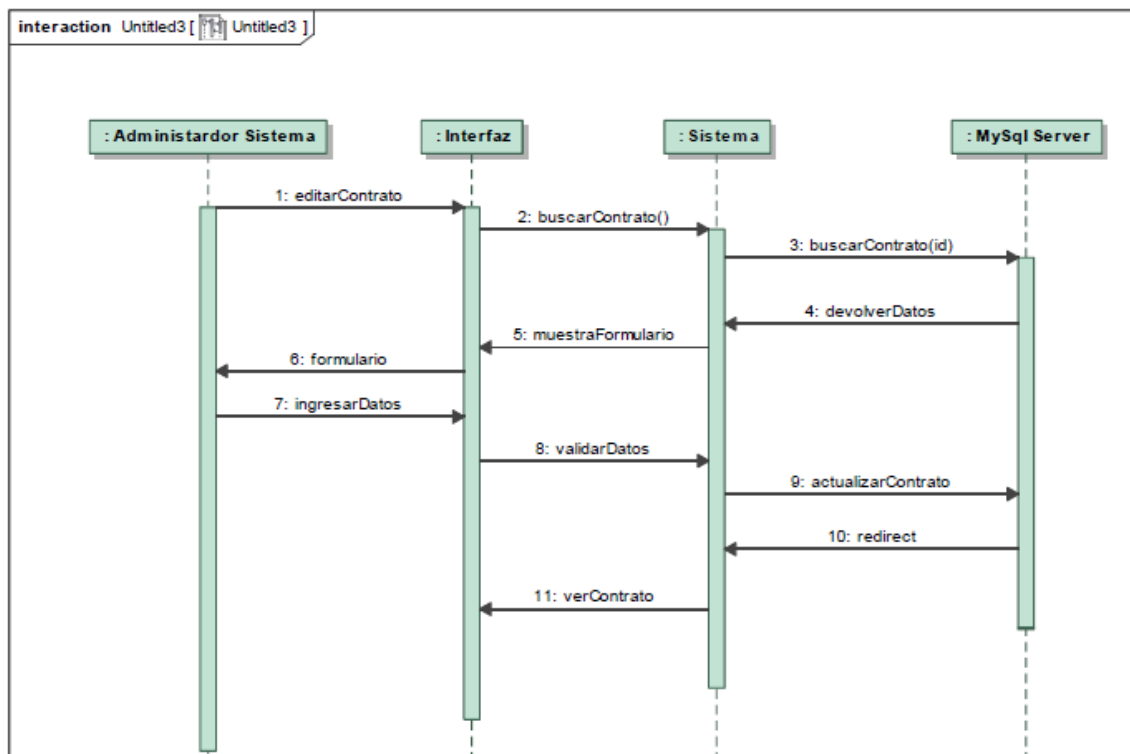 interaction Untitled3 [ Untitled3 ]
: Administardor Sistema
: Interfaz
: Sistema
: MySql Server
1: editarContrato
2: buscarContrato()
3: buscarContrato(id)
4: devolverDatos
5: muestraFormulario
6: formulario
7: ingresarDatos
8: validarDatos
9: actualizarContrato
10: redirect
11: verContrato